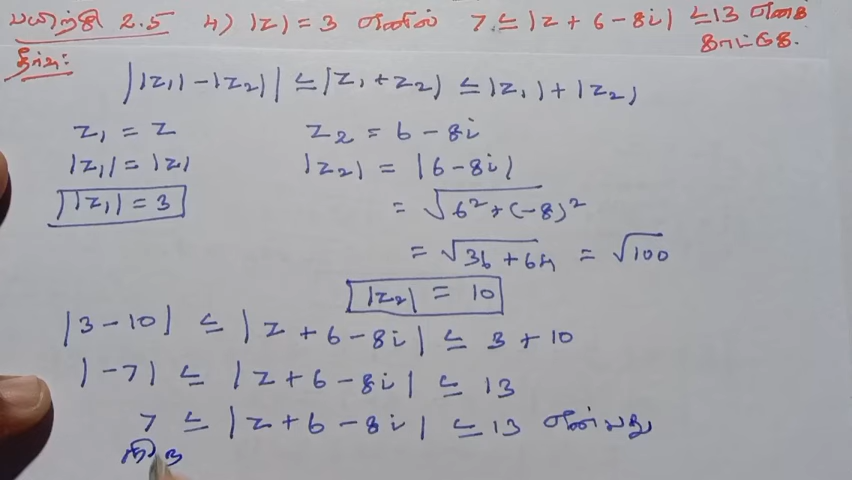 பயிற்சி 2.5 4) |z| = 3 எனில் 7 ≤ |z + 6 - 8i| ≤ 13 எனக்
காட்டுக.
தீர்வு:
||z₁| - |z₂|| ≤ |z₁ + z₂| ≤ |z₁| + |z₂|
z₁ = z z₂ = 6 - 8i
|z₁| = |z| |z₂| = |6 - 8i|
|z₁| = 3 = √6² + (-8)²
= √36 + 64 = √100
|z₂| = 10
|3 - 10| ≤ |z + 6 - 8i| ≤ 3 + 10
|-7| ≤ |z + 6 - 8i| ≤ 13
7 ≤ |z + 6 - 8i| ≤ 13 என்பது